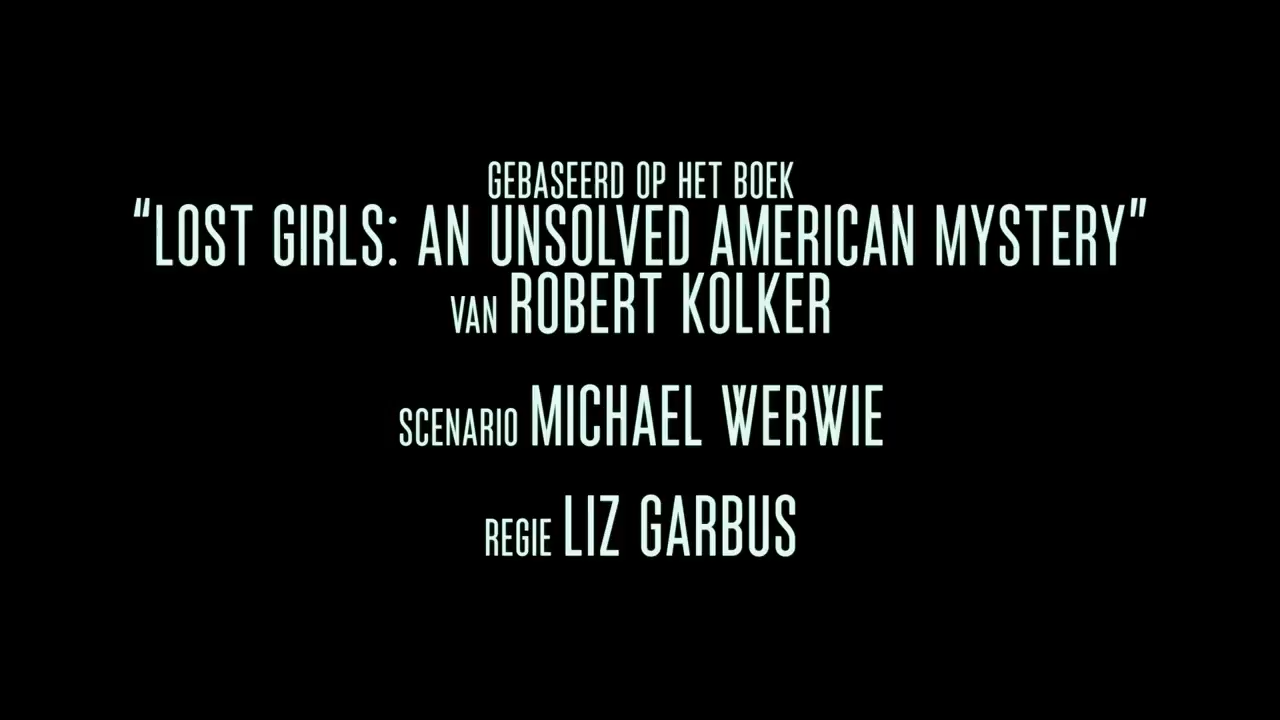 GEBASEERD OP HET BOEK
“LOST GIRLS: AN UNSOLVED AMERICAN MYSTERY”
VAN ROBERT KOLKER
SCENARIO MICHAEL WERWIE
REGIE LIZ GARBUS